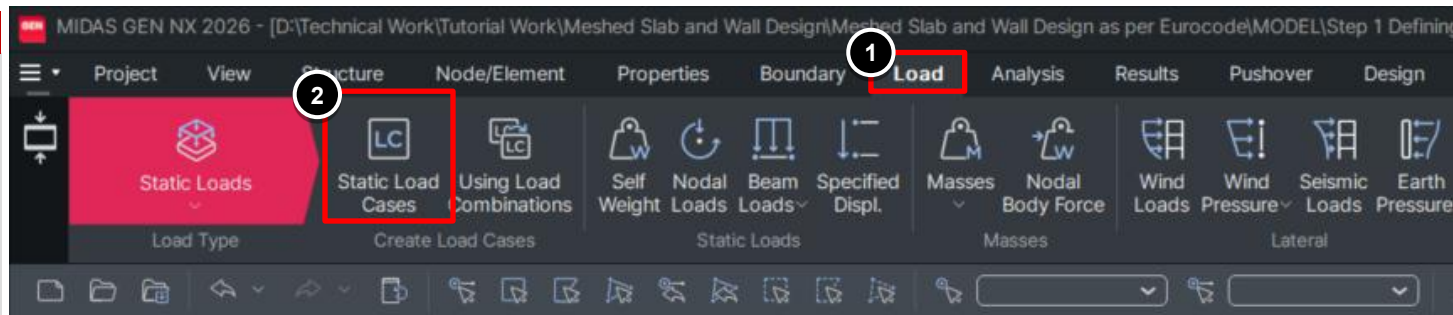 GEN MIDAS GEN NX 2026 - [D:\Technical Work\Tutorial Work\Meshed Slab and Wall Design\Meshed Slab and Wall Design as per Eurocode\MODEL\Step 1 Defining
1
Project View Structure Node/Element Properties Boundary Load Analysis Results Pushover Design
2
LC LC W M W
Static Loads Static Load Cases Using Load Combinations Self Weight Nodal Loads Beam Loads Specified Displ. Masses Nodal Body Force Wind Loads Wind Pressure Seismic Loads Earth Pressure
Load Type Create Load Cases Static Loads Masses Lateral